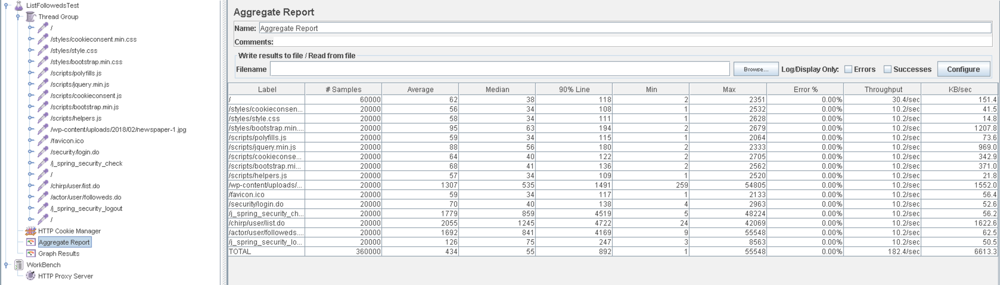 ListFollowedsTest
Thread Group
/
/styles/cookieconsent.min.css
/styles/style.css
/styles/bootstrap.min.css
/scripts/polyfills.js
/scripts/jquery.min.js
/scripts/cookieconsent.js
/scripts/bootstrap.min.js
/scripts/helpers.js
/wp-content/uploads/2018/02/newspaper-1.jpg
/favicon.ico
/security/login.do
/j_spring_security_check
/
/chirp/user/list.do
/actor/user/followeds.do
/j_spring_security_logout
/
HTTP Cookie Manager
Aggregate Report
Graph Results
WorkBench
HTTP Proxy Server
Aggregate Report
Name: Aggregate Report
Comments:
Write results to file / Read from file
Filename Browse... Log/Display Only: Errors Successes Configure
Label # Samples Average Median 90% Line Min Max Error % Throughput KB/sec
/ 60000 62 38 118 2 2351 0.00% 30.4/sec 151.4
/styles/cookieconsen... 20000 56 34 108 1 2532 0.00% 10.2/sec 41.5
/styles/style.css 20000 58 34 111 1 2628 0.00% 10.2/sec 14.8
/styles/bootstrap.min.... 20000 95 63 194 2 2679 0.00% 10.2/sec 1207.8
/scripts/polyfills.js 20000 59 34 115 1 2064 0.00% 10.2/sec 73.6
/scripts/jquery.min.js 20000 88 56 180 2 2333 0.00% 10.2/sec 969.0
/scripts/cookieconse... 20000 64 40 122 2 2705 0.00% 10.2/sec 342.9
/scripts/bootstrap.mi... 20000 68 41 136 2 2562 0.00% 10.2/sec 371.0
/scripts/helpers.js 20000 57 34 109 1 2520 0.00% 10.2/sec 21.8
/wp-content/uploads/... 20000 1307 535 1491 259 54805 0.00% 10.2/sec 1552.0
/favicon.ico 20000 59 34 117 1 2133 0.00% 10.2/sec 56.4
/security/login.do 20000 70 40 138 4 2963 0.00% 10.2/sec 52.6
/j_spring_security_ch... 20000 1779 859 4519 5 48224 0.00% 10.2/sec 56.2
/chirp/user/list.do 20000 2055 1245 4722 24 42069 0.00% 10.2/sec 1622.6
/actor/user/followeds.... 20000 1692 841 4169 9 55548 0.00% 10.2/sec 62.5
/j_spring_security_lo... 20000 126 75 247 3 8563 0.00% 10.2/sec 50.5
TOTAL 360000 434 55 892 1 55548 0.00% 182.4/sec 6613.3